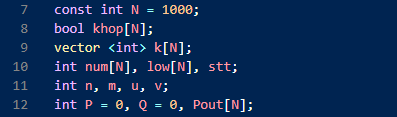 7 const int N = 1000;
8 bool khop[N];
9 vector <int> k[N];
10 int num[N], low[N], stt;
11 int n, m, u, v;
12 int P = 0, Q = 0, Pout[N];